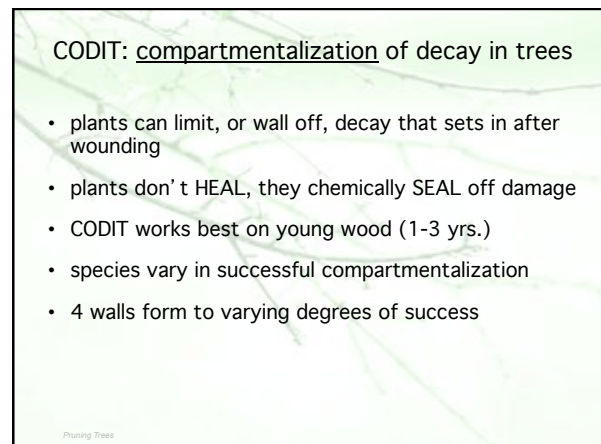 CODIT: compartmentalization of decay in trees
• plants can limit, or wall off, decay that sets in after
wounding
• plants don't HEAL, they chemically SEAL off damage
• CODIT works best on young wood (1-3 yrs.)
• species vary in successful compartmentalization
• 4 walls form to varying degrees of success
Pruning Trees